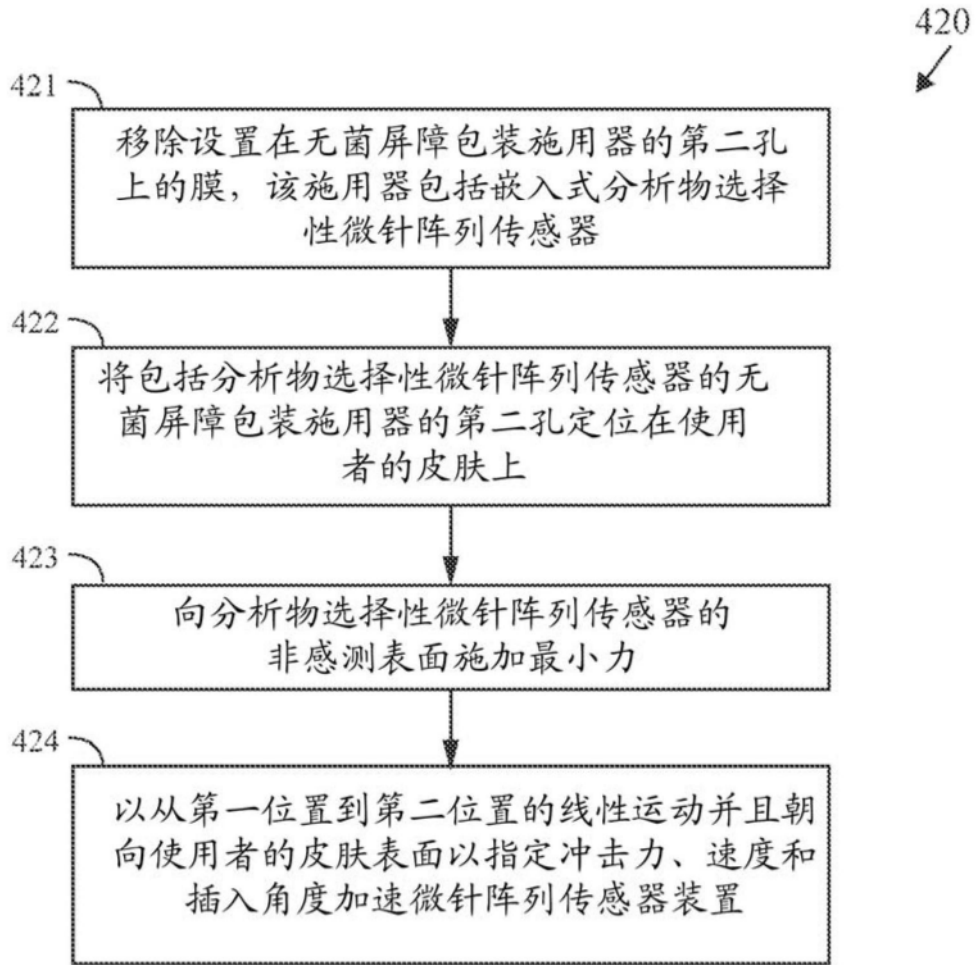 420
421
移除设置在无菌屏障包装施用器的第二孔
上的膜，该施用器包括嵌入式分析物选择
性微针阵列传感器
422
将包括分析物选择性微针阵列传感器的无
菌屏障包装施用器的第二孔定位在使用
者的皮肤上
423
向分析物选择性微针阵列传感器的
非感测表面施加最小力
424
以从第一位置到第二位置的线性运动并且朝
向使用者的皮肤表面以指定冲击力、速度和
插入角度加速微针阵列传感器装置